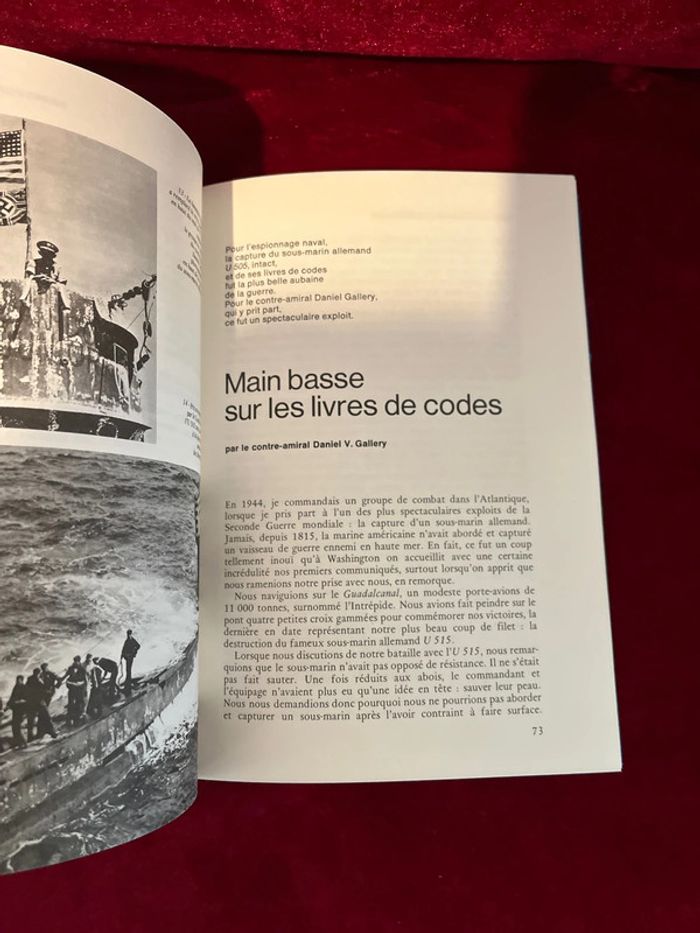 13 - Le
a remplacé
en haut
14 -
par le
l'U 505
Pour l'espionnage naval,
la capture du sous-marin allemand
U 505, intact,
et de ses livres de codes
fut la plus belle aubaine
de la guerre.
Pour le contre-amiral Daniel Gallery,
qui y prit part,
ce fut un spectaculaire exploit.
Main basse
sur les livres de codes
par le contre-amiral Daniel V. Gallery
En 1944, je commandais un groupe de combat dans l'Atlantique,
lorsque je pris part à l'un des plus spectaculaires exploits de la
Seconde Guerre mondiale : la capture d'un sous-marin allemand.
Jamais, depuis 1815, la marine américaine n'avait abordé et capturé
un vaisseau de guerre ennemi en haute mer. En fait, ce fut un coup
tellement inouï qu'à Washington on accueillit avec une certaine
incrédulité nos premiers communiqués, surtout lorsqu'on apprit que
nous ramenions notre prise avec nous, en remorque.
Nous naviguions sur le Guadalcanal, un modeste porte-avions de
11 000 tonnes, surnommé l'Intrépide. Nous avions fait peindre sur le
pont quatre petites croix gammées pour commémorer nos victoires, la
dernière en date représentant notre plus beau coup de filet : la
destruction du fameux sous-marin allemand U 515.
Lorsque nous discutions de notre bataille avec l'U 515, nous remar-
quions que le sous-marin n'avait pas opposé de résistance. Il ne s'était
pas fait sauter. Une fois réduits aux abois, le commandant et
l'équipage n'avaient plus eu qu'une idée en tête : sauver leur peau.
Nous nous demandions donc pourquoi nous ne pourrions pas aborder
et capturer un sous-marin après l'avoir contraint à faire surface.
73